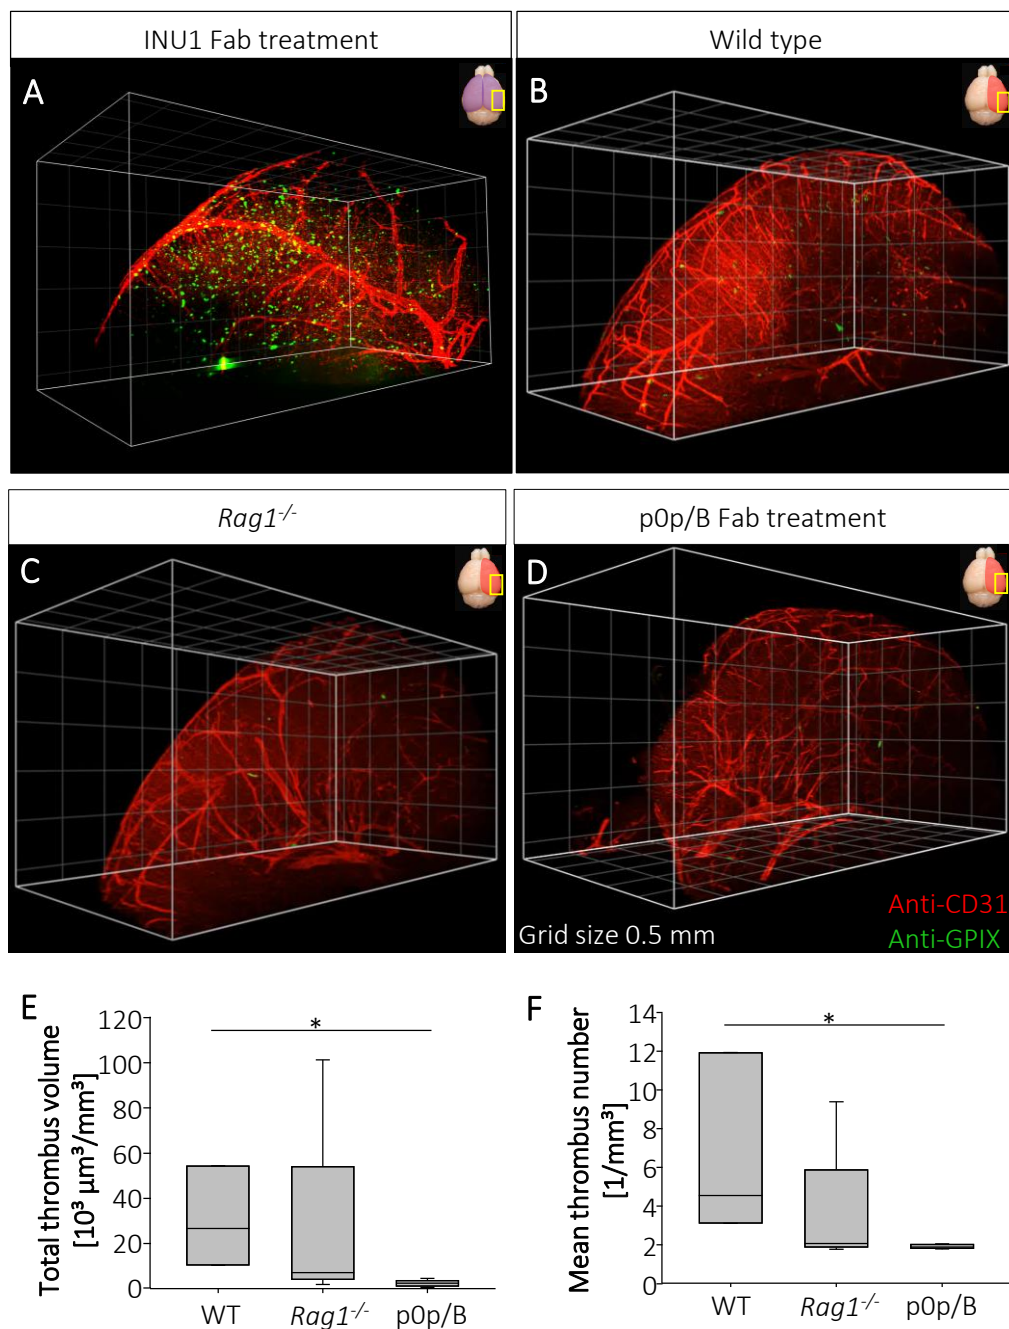 INU1 Fab treatment
Wild type
A
B
Rag1-/-
p0p/B Fab treatment
C
D
Grid size 0.5 mm
Anti-CD31
Anti-GPIX
E
Total thrombus volume
[10³ µm³/mm³]
120
100
80
60
40
20
0
*
WT
Rag1-/-
p0p/B
F
Mean thrombus number
[1/mm³]
14
12
10
8
6
4
2
0
*
WT
Rag1-/-
p0p/B